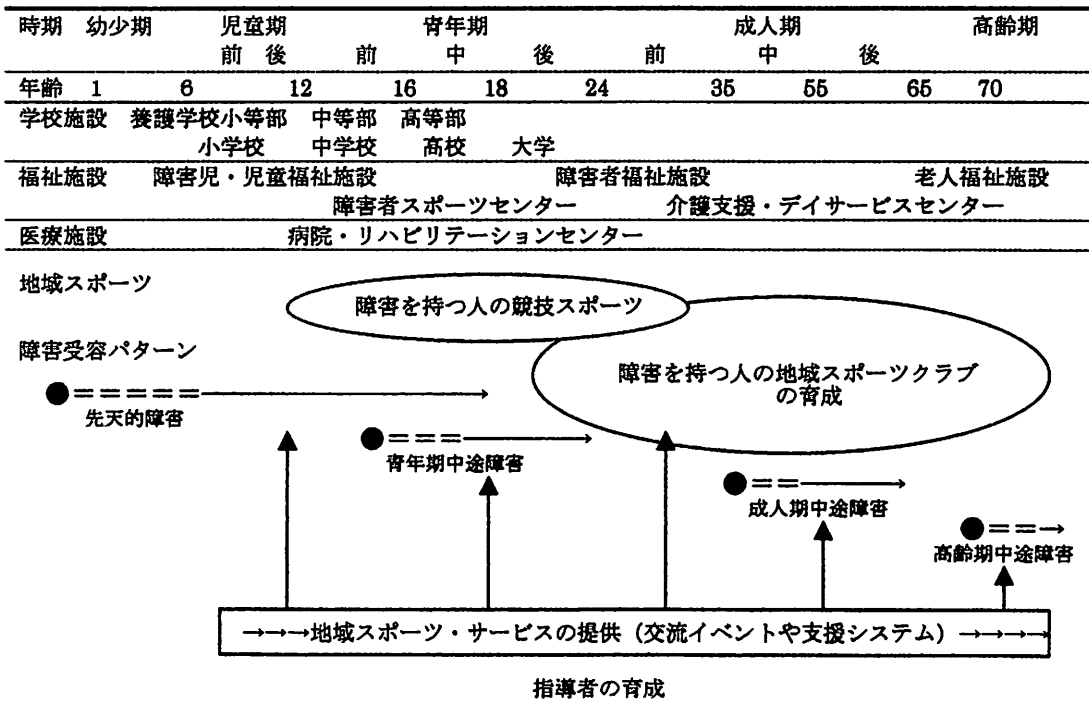 時期 幼少期 児童期 青年期 成人期 高齢期
前 後 前 中 後 前 中 後
年齢 1 6 12 16 18 24 35 55 65 70
学校施設 養護学校小等部 中等部 高等部
小学校 中学校 高校 大学
福祉施設 障害児・児童福祉施設 障害者福祉施設 老人福祉施設
障害者スポーツセンター 介護支援・デイサービスセンター
医療施設 病院・リハビリテーションセンター
地域スポーツ
障害を持つ人の競技スポーツ
障害受容パターン
障害を持つ人の地域スポーツクラブ
の育成
●=====→
先天的障害
●===→
青年期中途障害
●==→
成人期中途障害
●==→
高齢期中途障害
→→→地域スポーツ・サービスの提供（交流イベントや支援システム）→→→→
指導者の育成